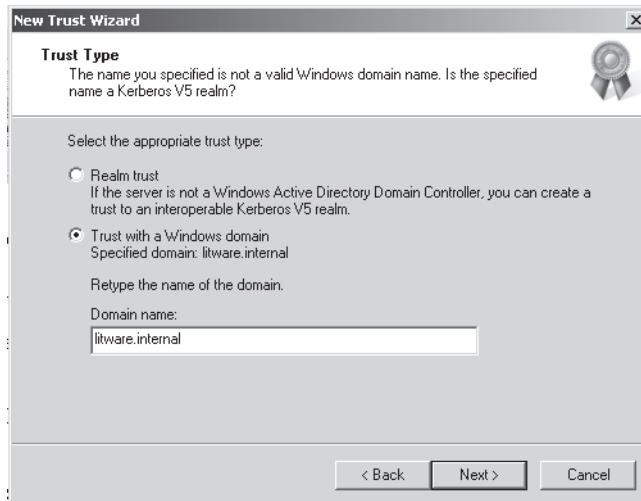 New Trust Wizard
Trust Type
The name you specified is not a valid Windows domain name. Is the specified
name a Kerberos V5 realm?
Select the appropriate trust type:
Realm trust
If the server is not a Windows Active Directory Domain Controller, you can create a
trust to an interoperable Kerberos V5 realm.
Trust with a Windows domain
Specified domain: litware.internal
Retype the name of the domain.
Domain name:
litware.internal
< Back
Next >
Cancel